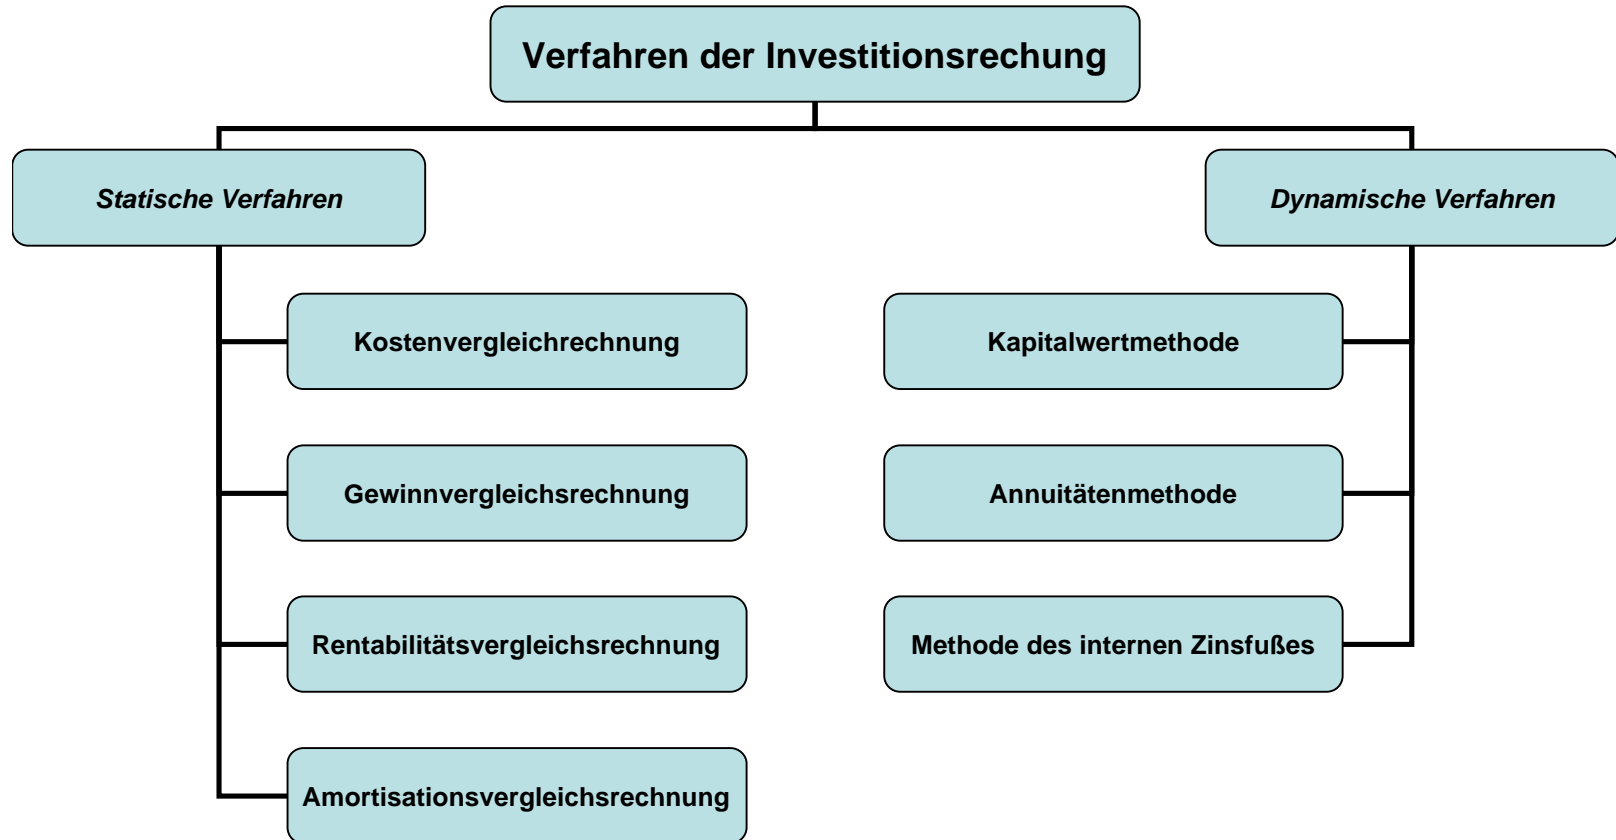 Verfahren der Investitionsrechung
Statische Verfahren
Dynamische Verfahren
Kostenvergleichrechnung
Kapitalwertmethode
Gewinnvergleichsrechnung
Annuitätenmethode
Rentabilitätsvergleichsrechnung
Methode des internen Zinsfußes
Amortisationsvergleichsrechnung